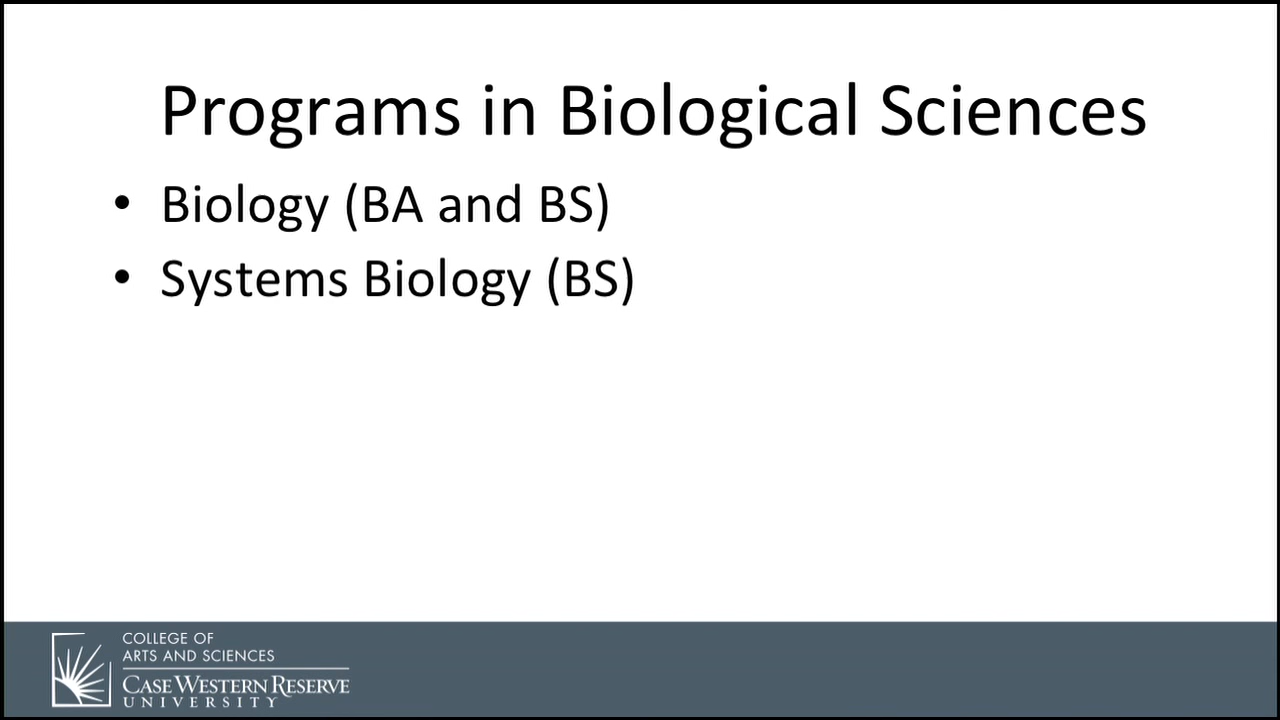 Programs in Biological Sciences
• Biology (BA and BS)
• Systems Biology (BS)
COLLEGE OF
ARTS AND SCIENCES
CASE WESTERN RESERVE
UNIVERSITY